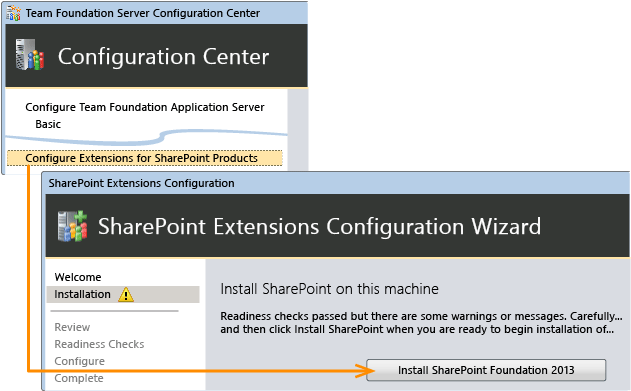 Team Foundation Server Configuration Center
Configuration Center
Configure Team Foundation Application Server
Basic
Configure Extensions for SharePoint Products
SharePoint Extensions Configuration
SharePoint Extensions Configuration Wizard
Welcome
Installation
Review
Readiness Checks
Configure
Complete
Install SharePoint on this machine
Readiness checks passed but there are some warnings or messages. Carefully...
and then click Install SharePoint when you are ready to begin installation of...
Install SharePoint Foundation 2013